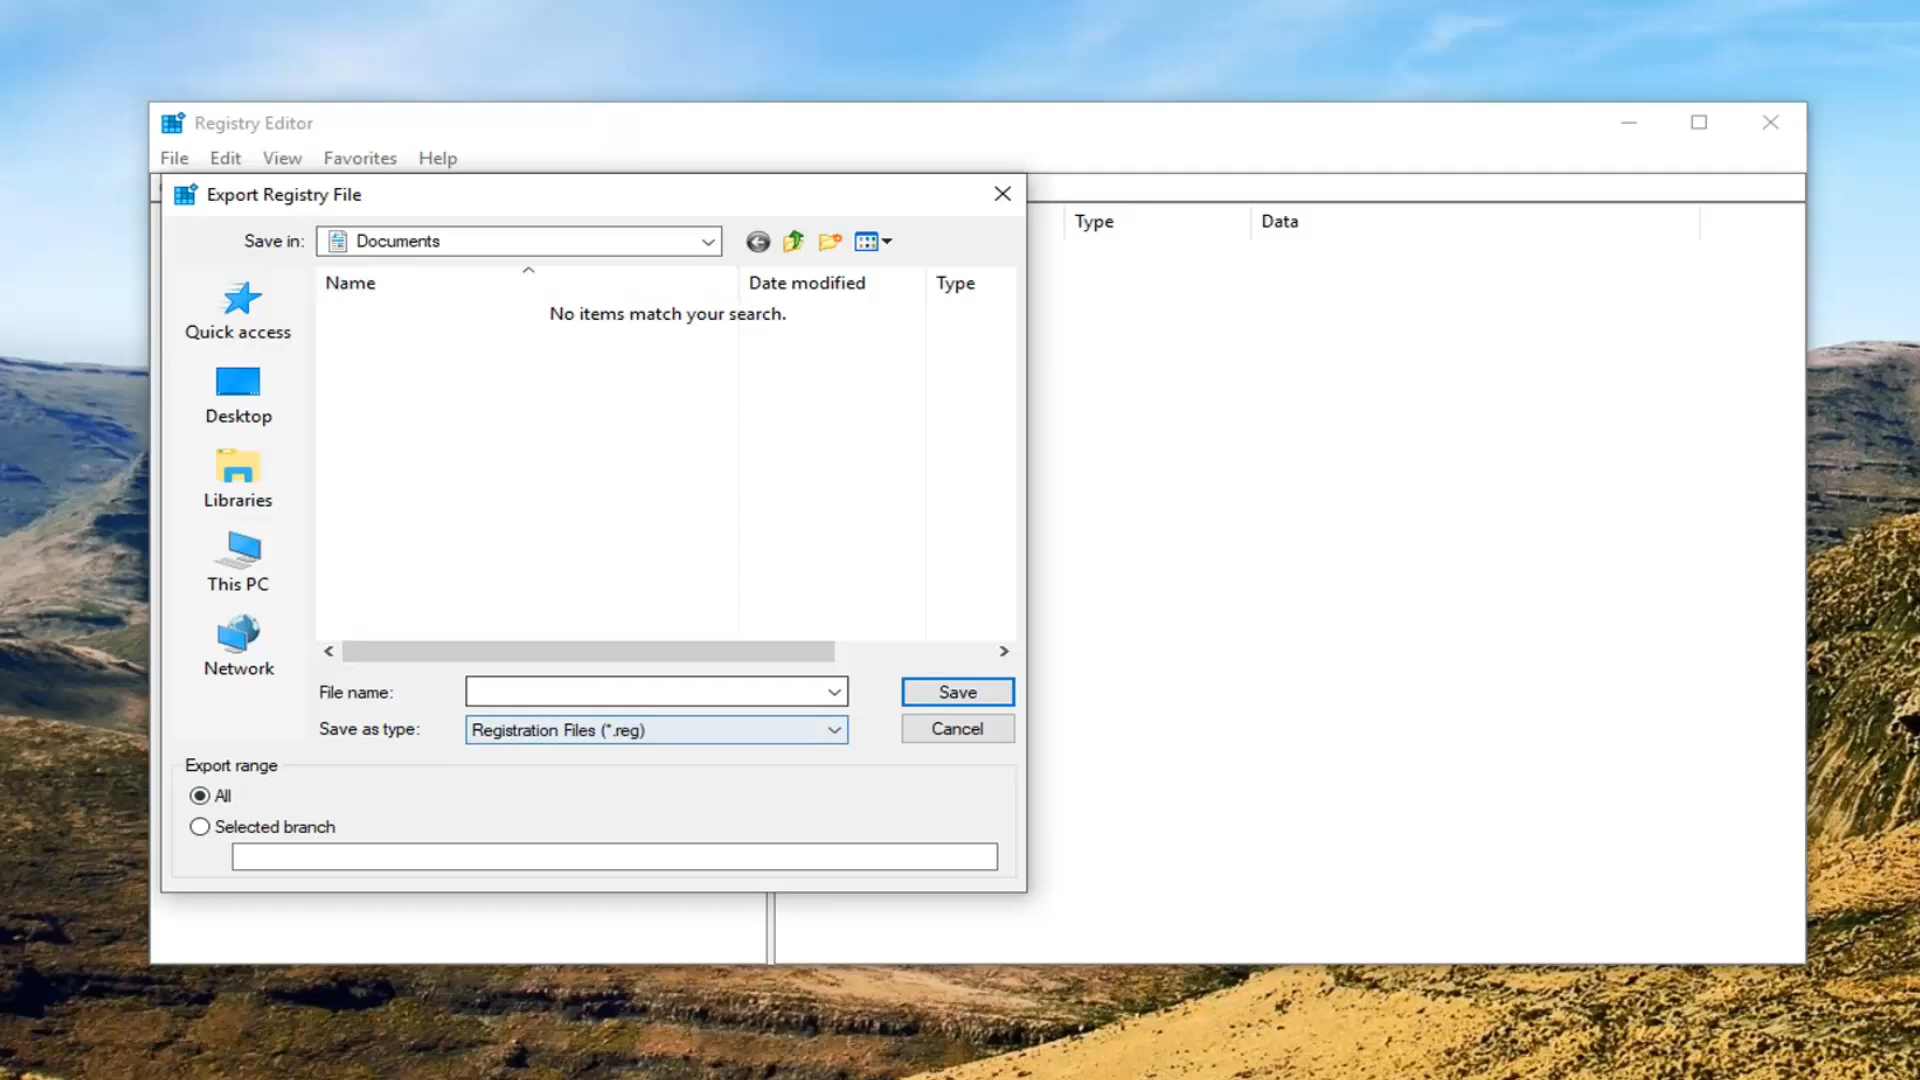 Registry Editor
File Edit View Favorites Help
Export Registry File
Type Data
Save in: Documents
Name Date modified Type
No items match your search.
Quick access
Desktop
Libraries
This PC
Network
File name: Save
Save as type: Registration Files (*.reg) Cancel
Export range
All
Selected branch